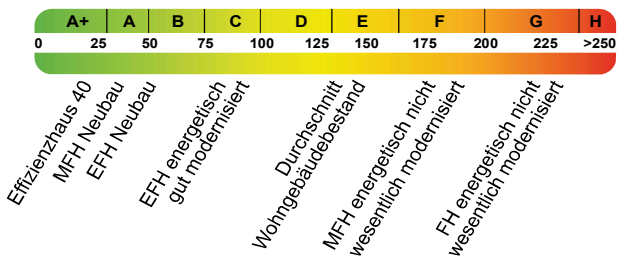 A+ A B C D E F G H
0 25 50 75 100 125 150 175 200 225 >250
Effizienzhaus 40
MFH Neubau
EFH Neubau
EFH energetisch
gut modernisiert
Durchschnitt
Wohngebäudebestand
MFH energetisch nicht
wesentlich modernisiert
FH energetisch nicht
wesentlich modernisiert